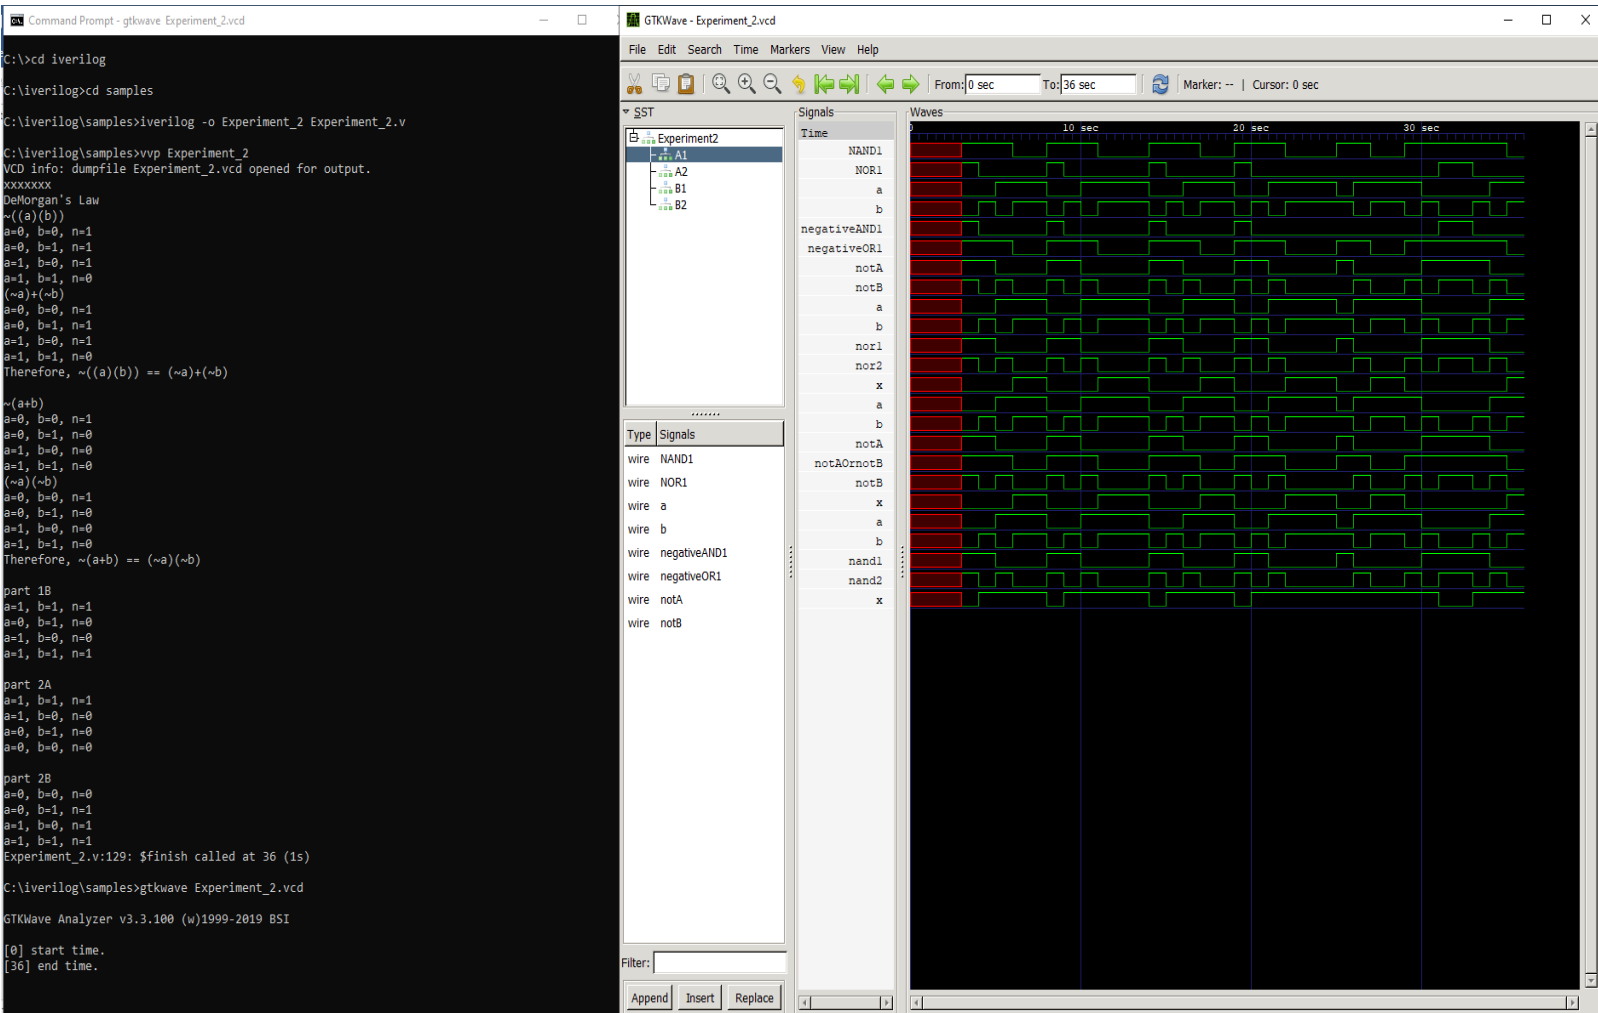 Command Prompt - gtkwave Experiment_2.vcd
C:\>cd iverilog
C:\iverilog>cd samples
C:\iverilog\samples>iverilog -o Experiment_2 Experiment_2.v
C:\iverilog\samples>vvp Experiment_2
VCD info: dumpfile Experiment_2.vcd opened for output.
xxxxxxx
DeMorgan's Law
~((a)(b))
a=0, b=0, n=1
a=0, b=1, n=1
a=1, b=0, n=1
a=1, b=1, n=0
(~a)+(~b)
a=0, b=0, n=1
a=0, b=1, n=1
a=1, b=0, n=1
a=1, b=1, n=0
Therefore, ~((a)(b)) == (~a)+(~b)
~(a+b)
a=0, b=0, n=1
a=0, b=1, n=0
a=1, b=0, n=0
a=1, b=1, n=0
(~a)(~b)
a=0, b=0, n=1
a=0, b=1, n=0
a=1, b=0, n=0
a=1, b=1, n=0
Therefore, ~(a+b) == (~a)(~b)
part 1B
a=1, b=1, n=1
a=0, b=1, n=0
a=1, b=0, n=0
a=1, b=1, n=1
part 2A
a=1, b=1, n=1
a=1, b=0, n=0
a=0, b=1, n=0
a=0, b=0, n=0
part 2B
a=0, b=0, n=0
a=0, b=1, n=1
a=1, b=0, n=1
a=1, b=1, n=1
Experiment_2.v:129: $finish called at 36 (1s)
C:\iverilog\samples>gtkwave Experiment_2.vcd
GTKWave Analyzer v3.3.100 (w)1999-2019 BSI
[0] start time.
[36] end time.
GTKWave - Experiment_2.vcd
File Edit Search Time Markers View Help
From: 0 sec To: 36 sec Marker: -- | Cursor: 0 sec
SST
Experiment2
A1
A2
B1
B2
Type Signals
wire NAND1
wire NOR1
wire a
wire b
wire negativeAND1
wire negativeOR1
wire notA
wire notB
Filter:
Append Insert Replace
Signals
Time
NAND1
NOR1
a
b
negativeAND1
negativeOR1
notA
notB
a
b
nor1
nor2
x
a
b
notA
notAOrnotB
notB
x
a
b
nand1
nand2
x
Waves
0 10 sec 20 sec 30 sec